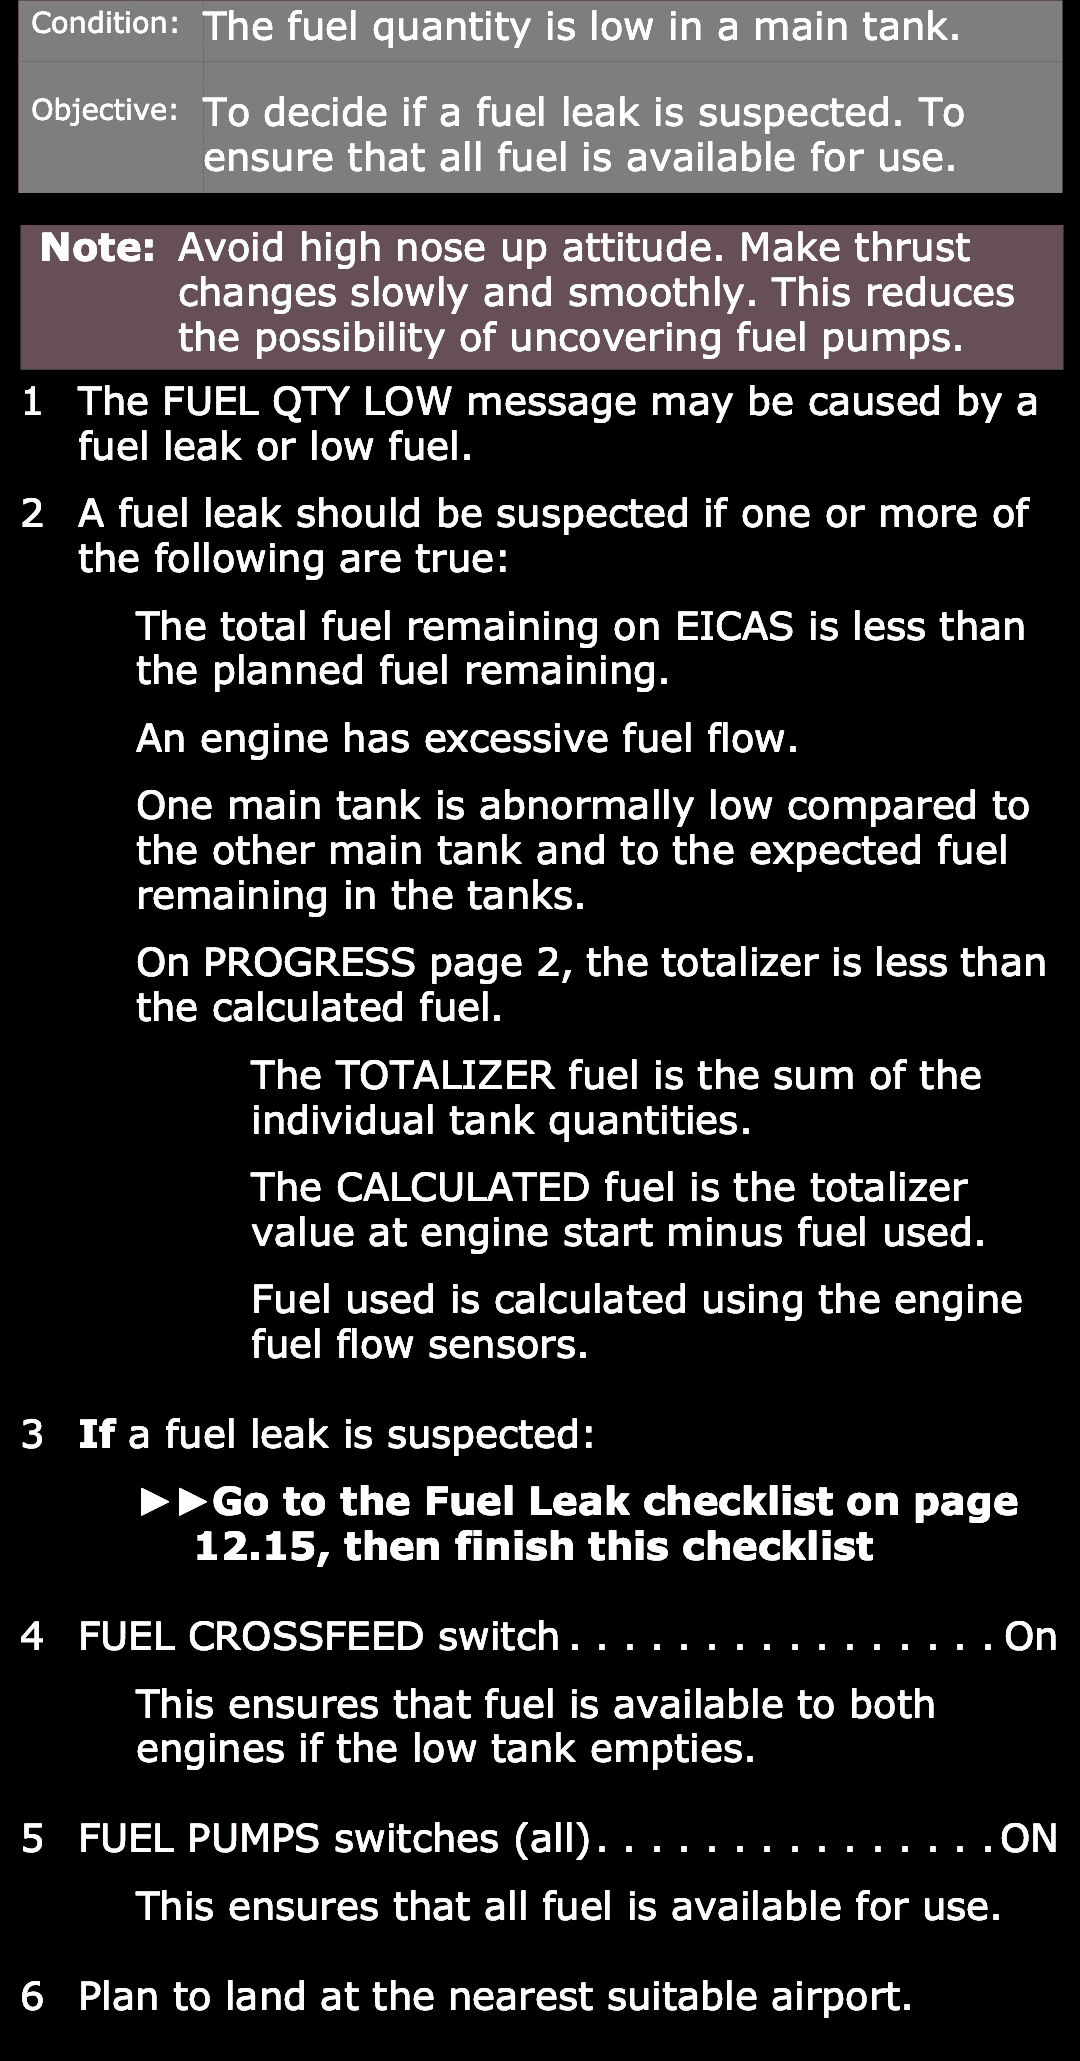 Condition: The fuel quantity is low in a main tank.
Objective: To decide if a fuel leak is suspected. To
ensure that all fuel is available for use.
Note: Avoid high nose up attitude. Make thrust
changes slowly and smoothly. This reduces
the possibility of uncovering fuel pumps.
1 The FUEL QTY LOW message may be caused by a
fuel leak or low fuel.
2 A fuel leak should be suspected if one or more of
the following are true:
The total fuel remaining on EICAS is less than
the planned fuel remaining.
An engine has excessive fuel flow.
One main tank is abnormally low compared to
the other main tank and to the expected fuel
remaining in the tanks.
On PROGRESS page 2, the totalizer is less than
the calculated fuel.
The TOTALIZER fuel is the sum of the
individual tank quantities.
The CALCULATED fuel is the totalizer
value at engine start minus fuel used.
Fuel used is calculated using the engine
fuel flow sensors.
3 If a fuel leak is suspected:
►►Go to the Fuel Leak checklist on page
12.15, then finish this checklist
4 FUEL CROSSFEED switch . . . . . . . . . . . . . . . . On
This ensures that fuel is available to both
engines if the low tank empties.
5 FUEL PUMPS switches (all). . . . . . . . . . . . . . . ON
This ensures that all fuel is available for use.
6 Plan to land at the nearest suitable airport.